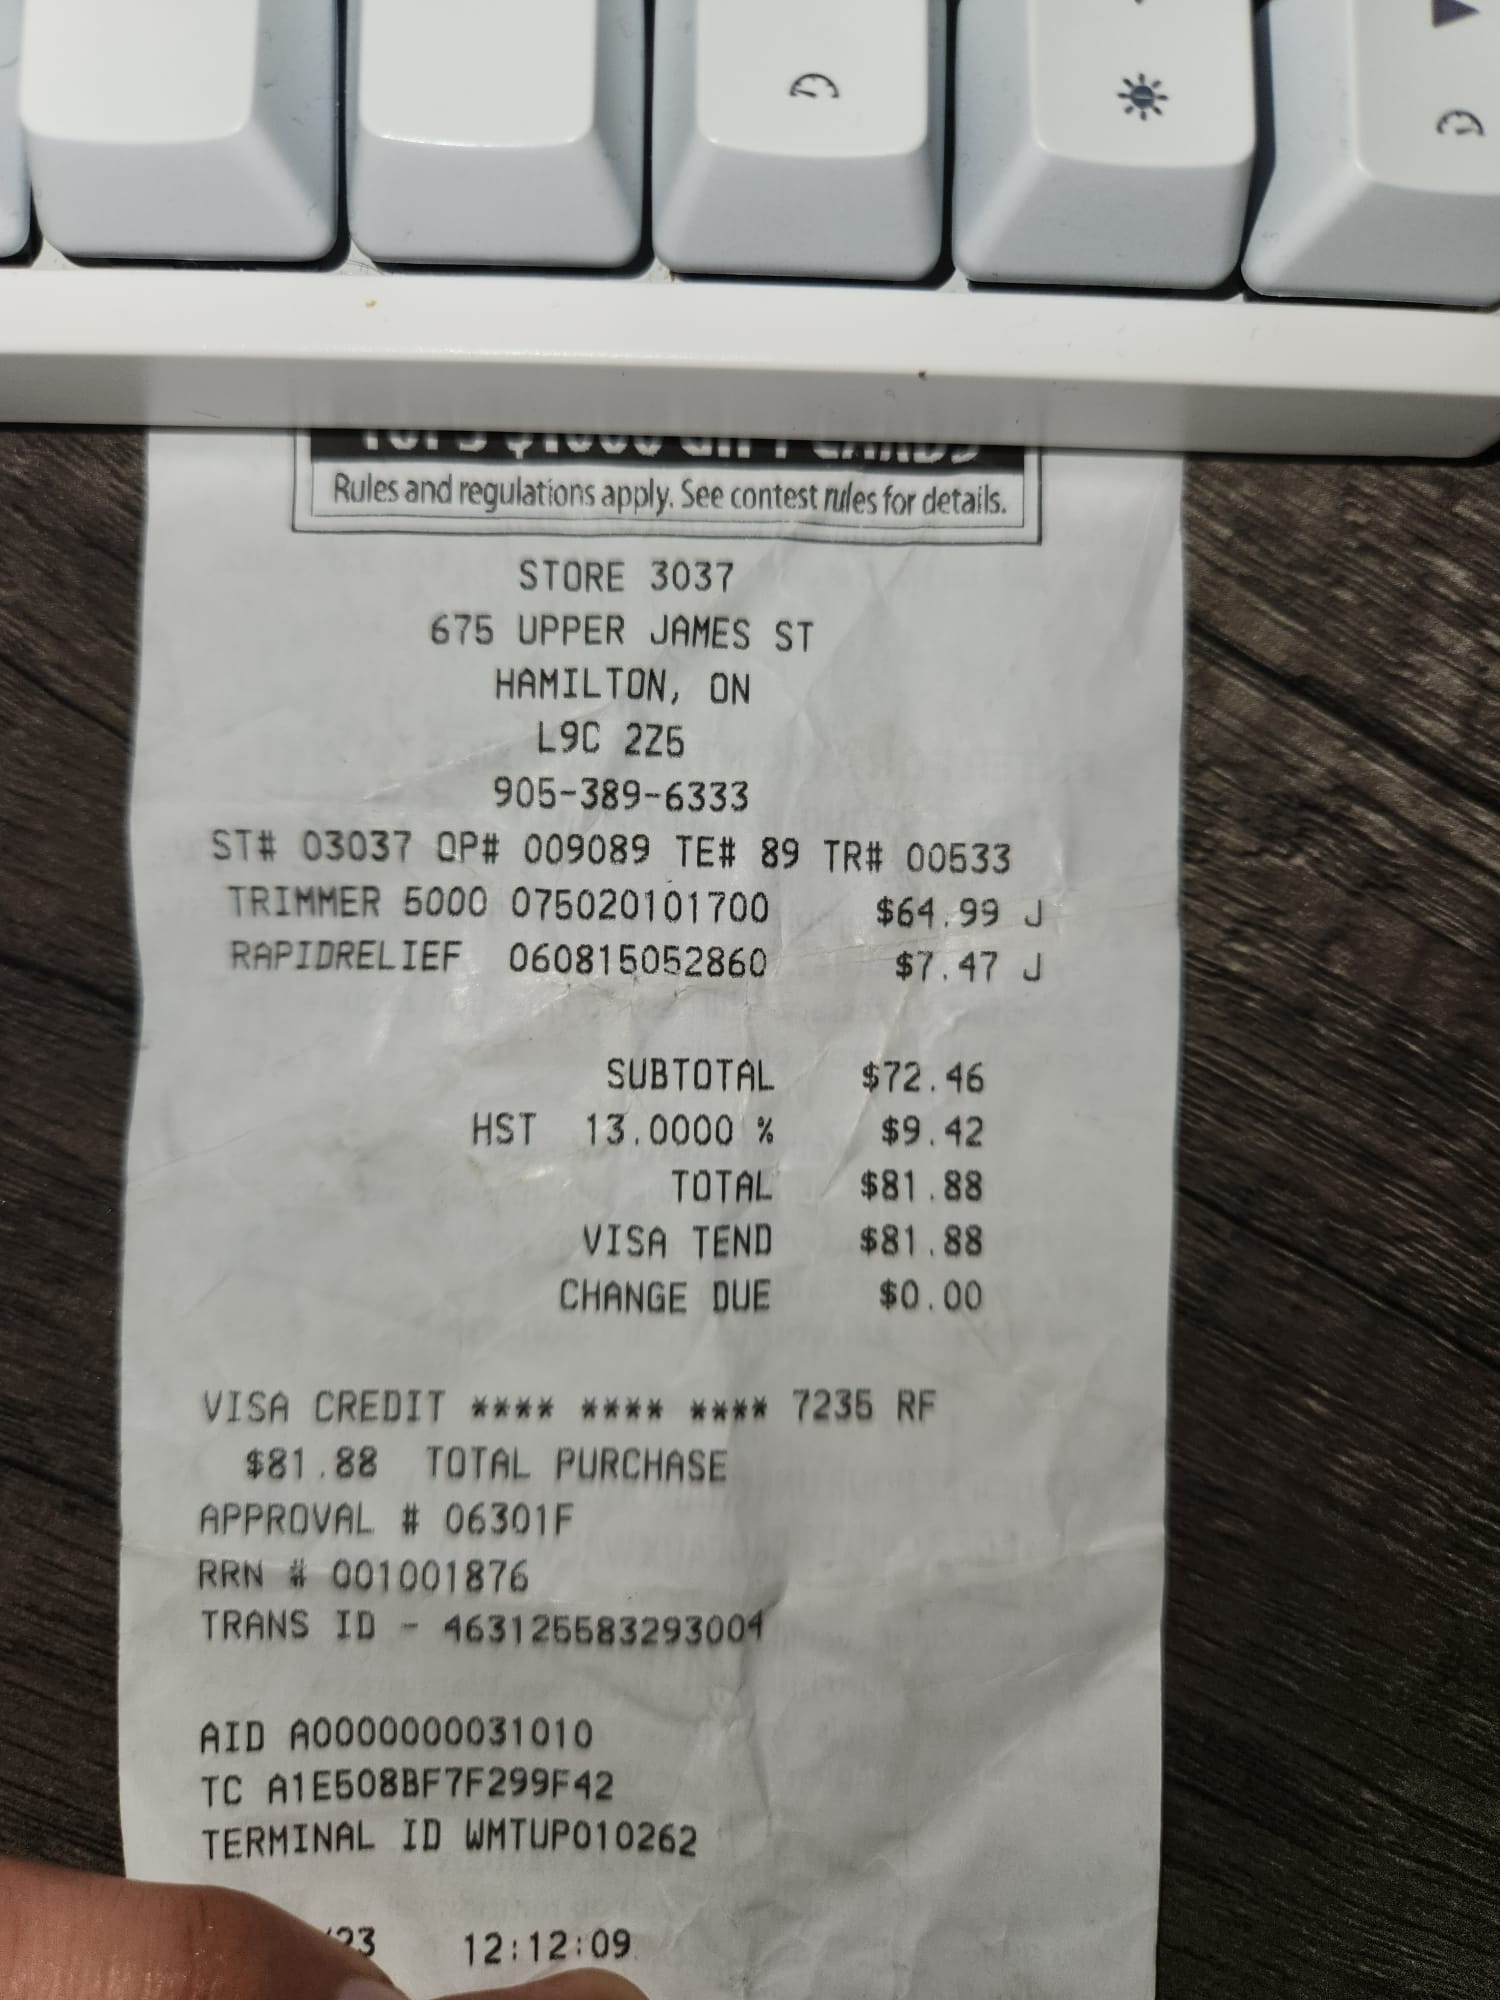 $1000 GIFT CARDS
Rules and regulations apply. See contest rules for details.
STORE 3037
675 UPPER JAMES ST
HAMILTON, ON
L9C 2Z5
905-389-6333
ST# 03037 OP# 009089 TE# 89 TR# 00533
TRIMMER 5000 075020101700 $64.99 J
RAPIDRELIEF 060815052860 $7.47 J
SUBTOTAL $72.46
HST 13.0000 % $9.42
TOTAL $81.88
VISA TEND $81.88
CHANGE DUE $0.00
VISA CREDIT **** **** **** 7235 RF
$81.88 TOTAL PURCHASE
APPROVAL # 06301F
RRN # 001001876
TRANS ID - 463125583293004
AID A0000000031010
TC A1E508BF7F299F42
TERMINAL ID WMTUP010262
23 12:12:09